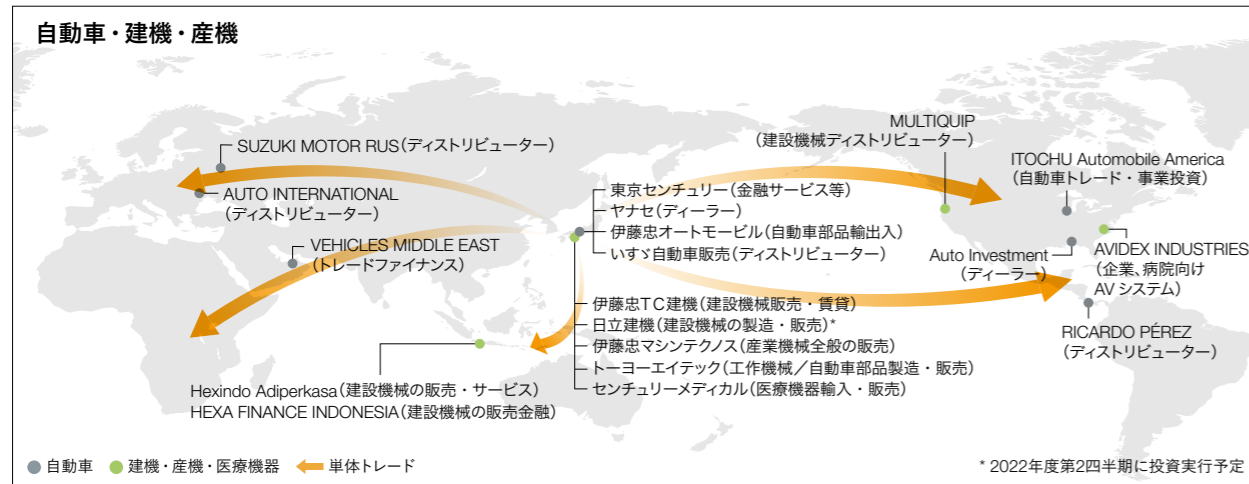 自動車・建機・産機
SUZUKI MOTOR RUS（ディストリビューター）
AUTO INTERNATIONAL
（ディストリビューター）
VEHICLES MIDDLE EAST
（トレードファイナンス）
東京センチュリー（金融サービス等）
ヤナセ（ディーラー）
伊藤忠オートモービル（自動車部品輸出入）
いすゞ自動車販売（ディストリビューター）
伊藤忠TC建機（建設機械販売・賃貸）
日立建機（建設機械の製造・販売）*
伊藤忠マシンテクノス（産業機械全般の販売）
トーヨーエイテック（工作機械／自動車部品製造・販売）
センチュリーメディカル（医療機器輸入・販売）
Hexindo Adiperkasa（建設機械の販売・サービス）
HEXA FINANCE INDONESIA（建設機械の販売金融）
MULTIQUIP
（建設機械ディストリビューター）
ITOCHU Automobile America
（自動車トレード・事業投資）
Auto Investment
（ディーラー）
AVIDEX INDUSTRIES
（企業、病院向け
AV システム）
RICARDO PÉREZ
（ディストリビューター）
自動車
建機・産機・医療機器
単体トレード
* 2022年度第2四半期に投資実行予定